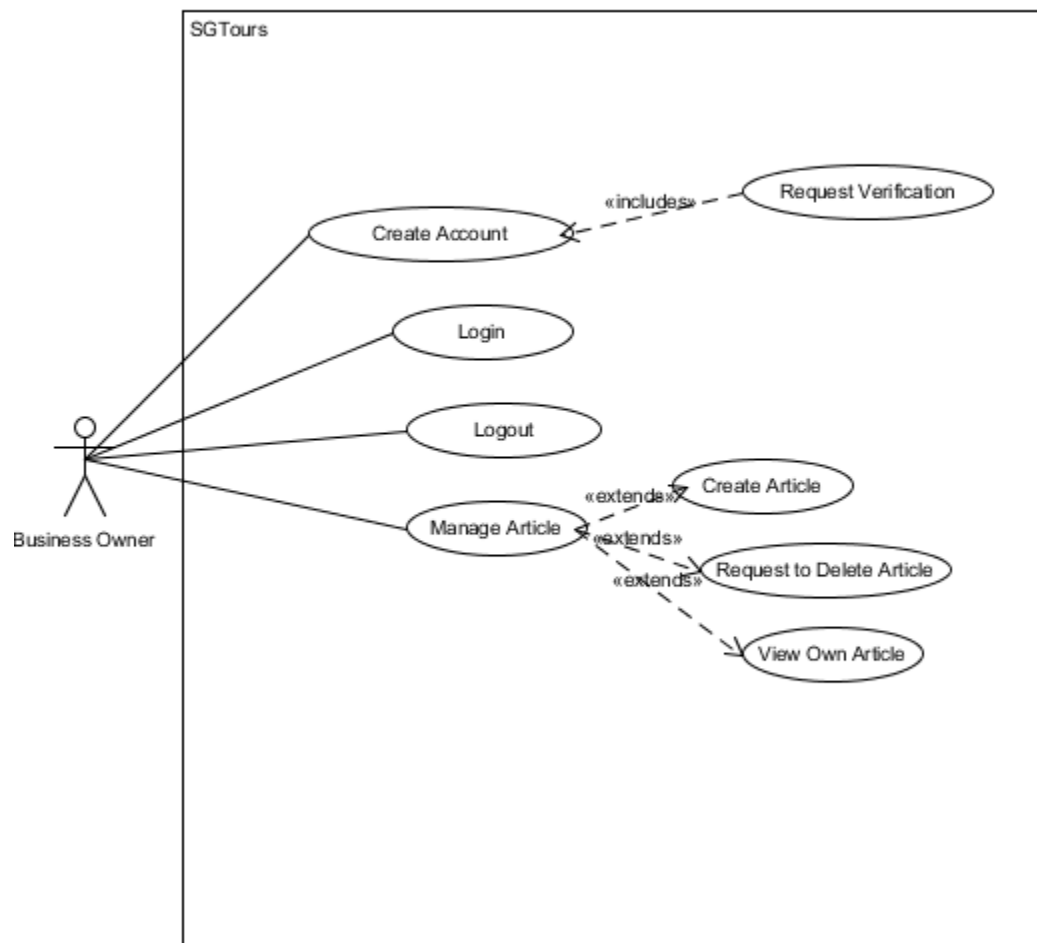 SGTours
Request Verification
«includes»
Create Account
Login
Logout
Create Article
«extends»
Manage Article
«extends»
Business Owner
Request to Delete Article
«extends»
View Own Article